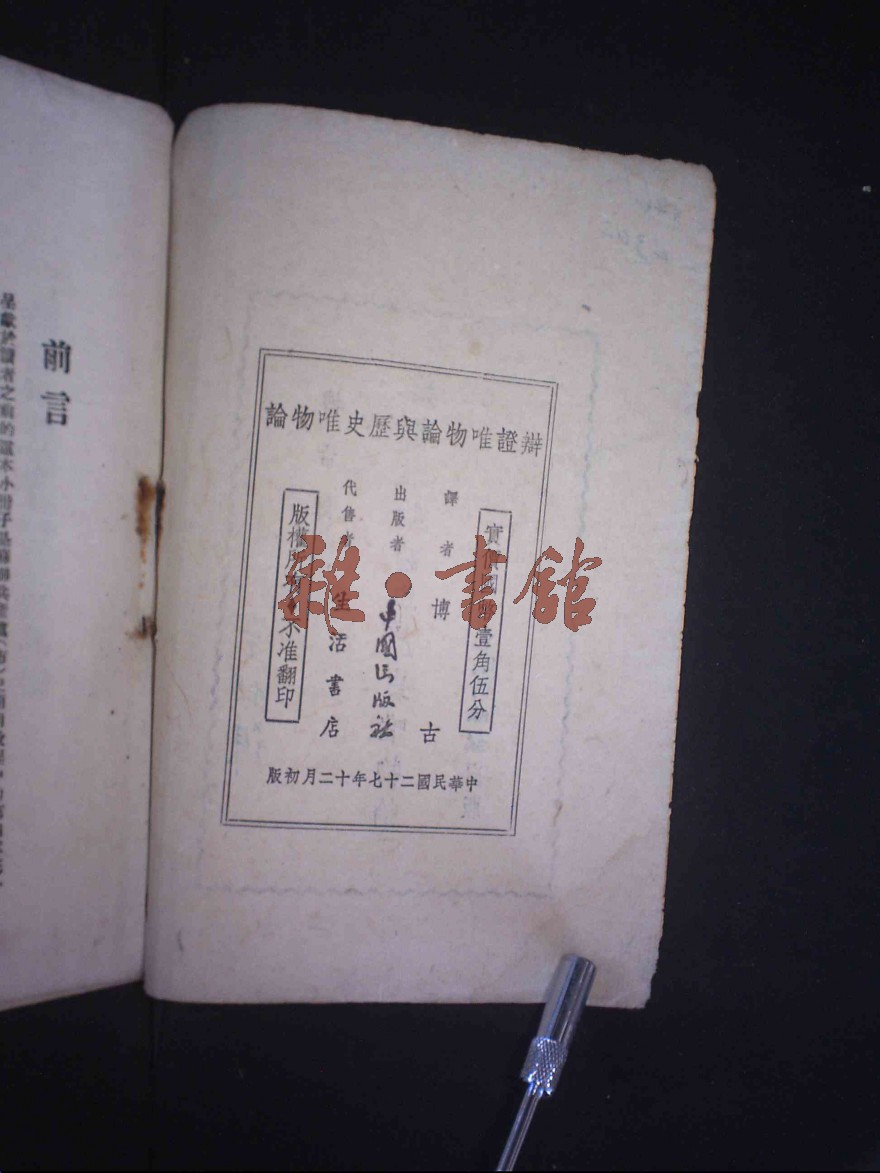 辯證唯物論與歷史唯物論
實價國幣壹角伍分
譯者 博古
出版者 中國出版社
代售者 生活書店
版權所有 不准翻印
中華民國二十七年十二月初版
雜·書館
前言